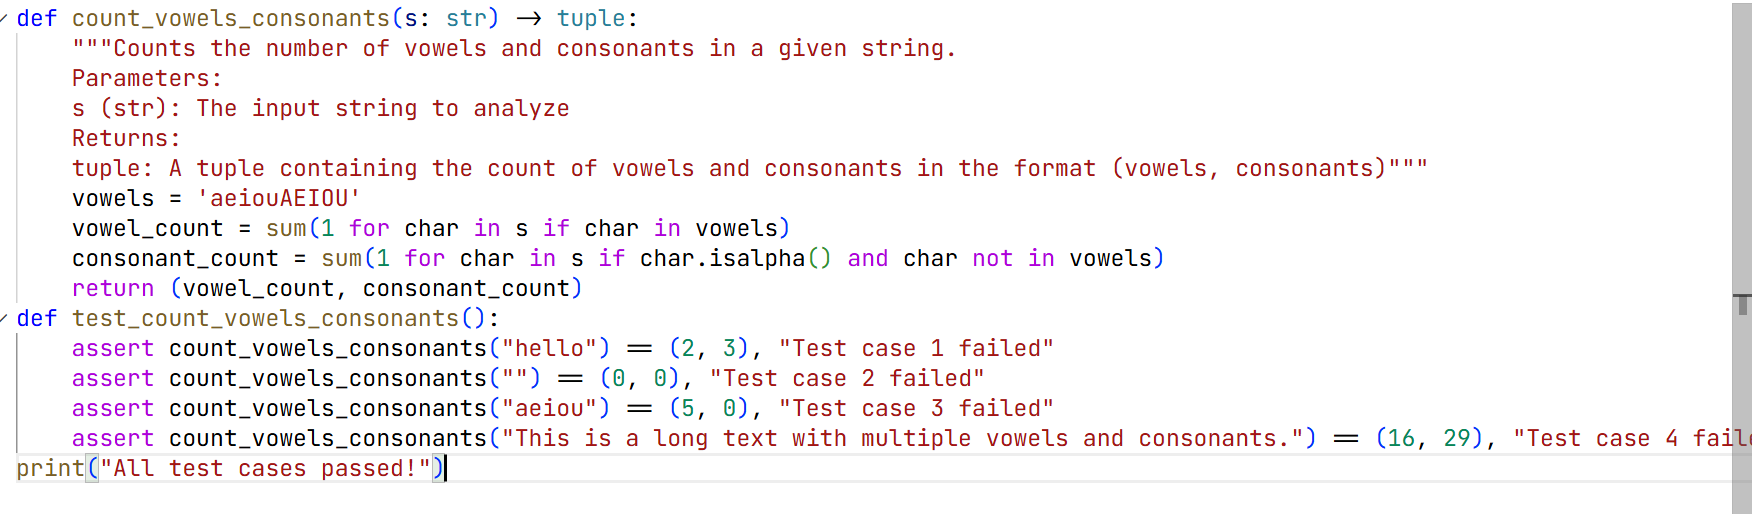 def count_vowels_consonants(s: str) → tuple:
"""Counts the number of vowels and consonants in a given string.
Parameters:
s (str): The input string to analyze
Returns:
tuple: A tuple containing the count of vowels and consonants in the format (vowels, consonants)"""
vowels = 'aeiouAEIOU'
vowel_count = sum(1 for char in s if char in vowels)
consonant_count = sum(1 for char in s if char.isalpha() and char not in vowels)
return (vowel_count, consonant_count)
def test_count_vowels_consonants():
assert count_vowels_consonants("hello") == (2, 3), "Test case 1 failed"
assert count_vowels_consonants("") == (0, 0), "Test case 2 failed"
assert count_vowels_consonants("aeiou") == (5, 0), "Test case 3 failed"
assert count_vowels_consonants("This is a long text with multiple vowels and consonants.") == (16, 29), "Test case 4
print("All test cases passed!")